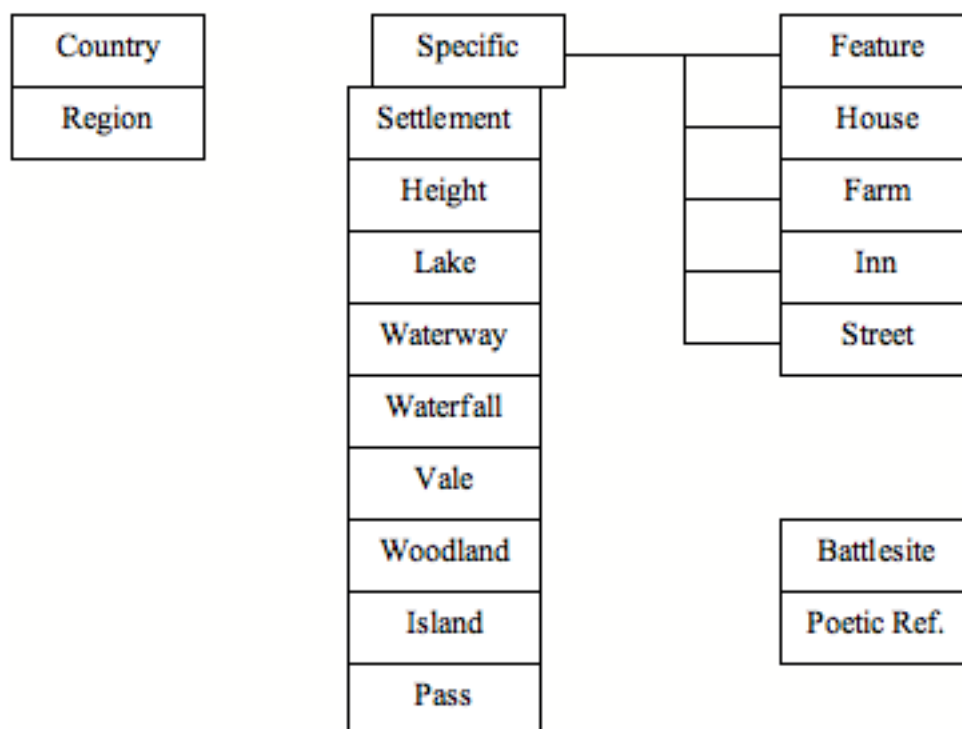 Country
Region
Specific
Settlement
Height
Lake
Waterway
Waterfall
Vale
Woodland
Island
Pass
Feature
House
Farm
Inn
Street
Battlesite
Poetic Ref.